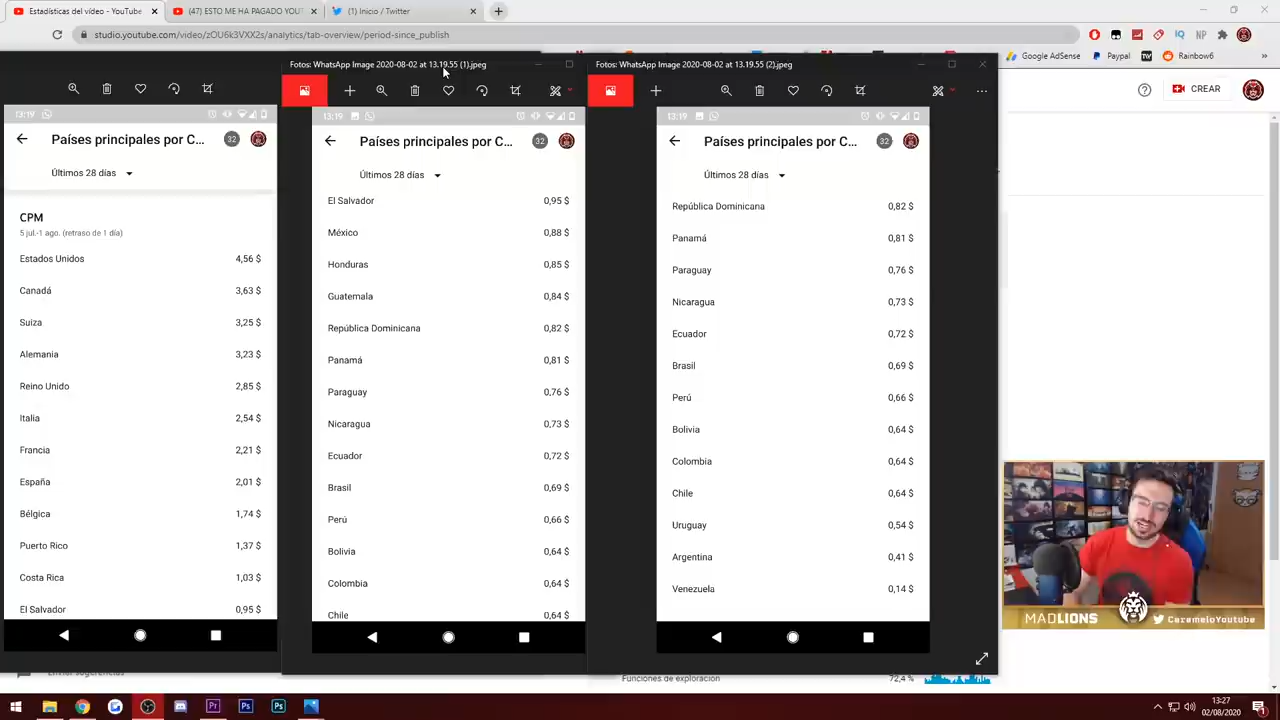 Estadísticas del vídeo - YouTube
(47) ESTO ME HA PAGADO YOUT
(1) Inicio / Twitter
studio.youtube.com/video/zOU6k3VXX2s/analytics/tab-overview/period-since_publish
Google AdSense
PayPal
Rainbow6
CREAR
13:19
Países principales por C...
32
Últimos 28 días
CPM
5 jul.-1 ago. (retraso de 1 día)
Estados Unidos 4,56 $
Canadá 3,63 $
Suiza 3,25 $
Alemania 3,23 $
Reino Unido 2,85 $
Italia 2,54 $
Francia 2,21 $
España 2,01 $
Bélgica 1,74 $
Puerto Rico 1,37 $
Costa Rica 1,03 $
El Salvador 0,95 $
Fotos: WhatsApp Image 2020-08-02 at 13.19.55 (1).jpeg
13:19
Países principales por C...
32
Últimos 28 días
El Salvador 0,95 $
México 0,88 $
Honduras 0,85 $
Guatemala 0,84 $
República Dominicana 0,82 $
Panamá 0,81 $
Paraguay 0,76 $
Nicaragua 0,73 $
Ecuador 0,72 $
Brasil 0,69 $
Perú 0,66 $
Bolivia 0,64 $
Colombia 0,64 $
Chile 0,64 $
Fotos: WhatsApp Image 2020-08-02 at 13.19.55 (2).jpeg
13:19
Países principales por C...
32
Últimos 28 días
República Dominicana 0,82 $
Panamá 0,81 $
Paraguay 0,76 $
Nicaragua 0,73 $
Ecuador 0,72 $
Brasil 0,69 $
Perú 0,66 $
Bolivia 0,64 $
Colombia 0,64 $
Chile 0,64 $
Uruguay 0,54 $
Argentina 0,41 $
Venezuela 0,14 $
MADLIONS
CaremeloYoutube
Enviar sugerencias
Funciones de exploración 72,4 %
13:27
02/08/2020